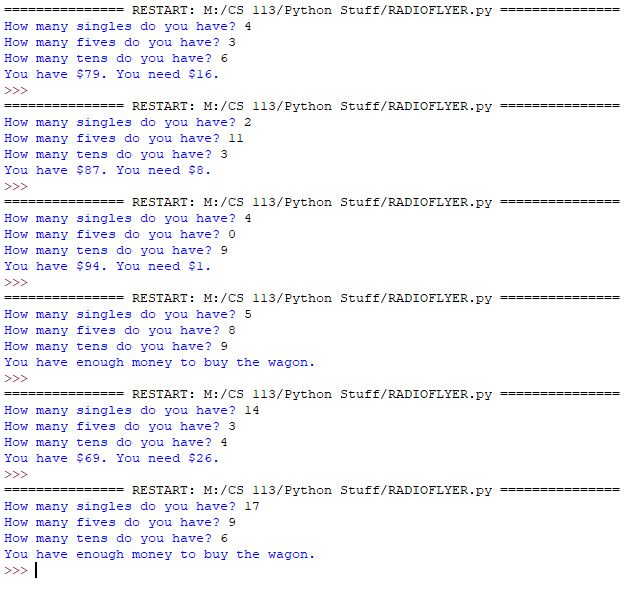 =============== RESTART: M:/CS 113/Python Stuff/RADIOFLYER.py ===============
How many singles do you have? 4
How many fives do you have? 3
How many tens do you have? 6
You have $79. You need $16.
>>>
=============== RESTART: M:/CS 113/Python Stuff/RADIOFLYER.py ===============
How many singles do you have? 2
How many fives do you have? 11
How many tens do you have? 3
You have $87. You need $8.
>>>
=============== RESTART: M:/CS 113/Python Stuff/RADIOFLYER.py ===============
How many singles do you have? 4
How many fives do you have? 0
How many tens do you have? 9
You have $94. You need $1.
>>>
=============== RESTART: M:/CS 113/Python Stuff/RADIOFLYER.py ===============
How many singles do you have? 5
How many fives do you have? 8
How many tens do you have? 9
You have enough money to buy the wagon.
>>>
=============== RESTART: M:/CS 113/Python Stuff/RADIOFLYER.py ===============
How many singles do you have? 14
How many fives do you have? 3
How many tens do you have? 4
You have $69. You need $26.
>>>
=============== RESTART: M:/CS 113/Python Stuff/RADIOFLYER.py ===============
How many singles do you have? 17
How many fives do you have? 9
How many tens do you have? 6
You have enough money to buy the wagon.
>>>